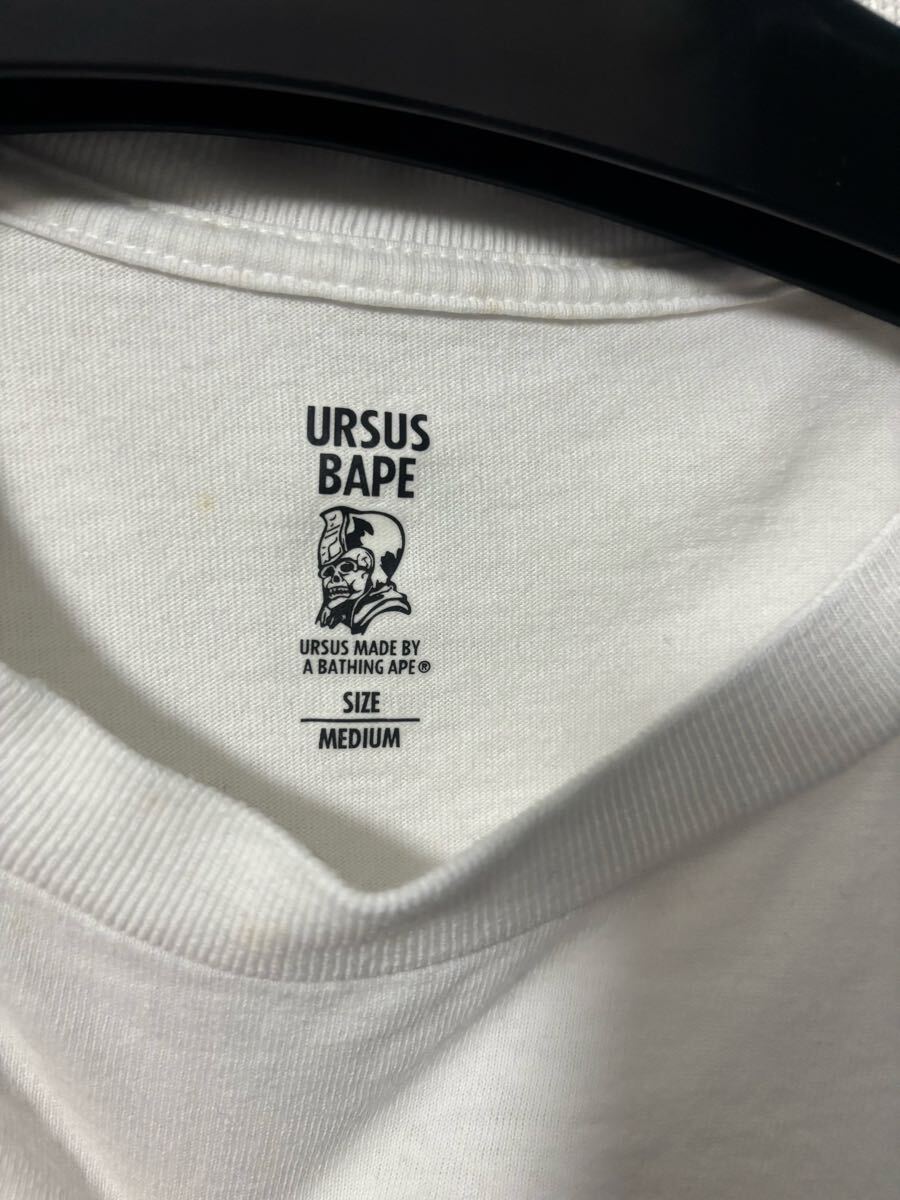 URSUS
BAPE
URSUS MADE BY
A BATHING APE®
SIZE
MEDIUM